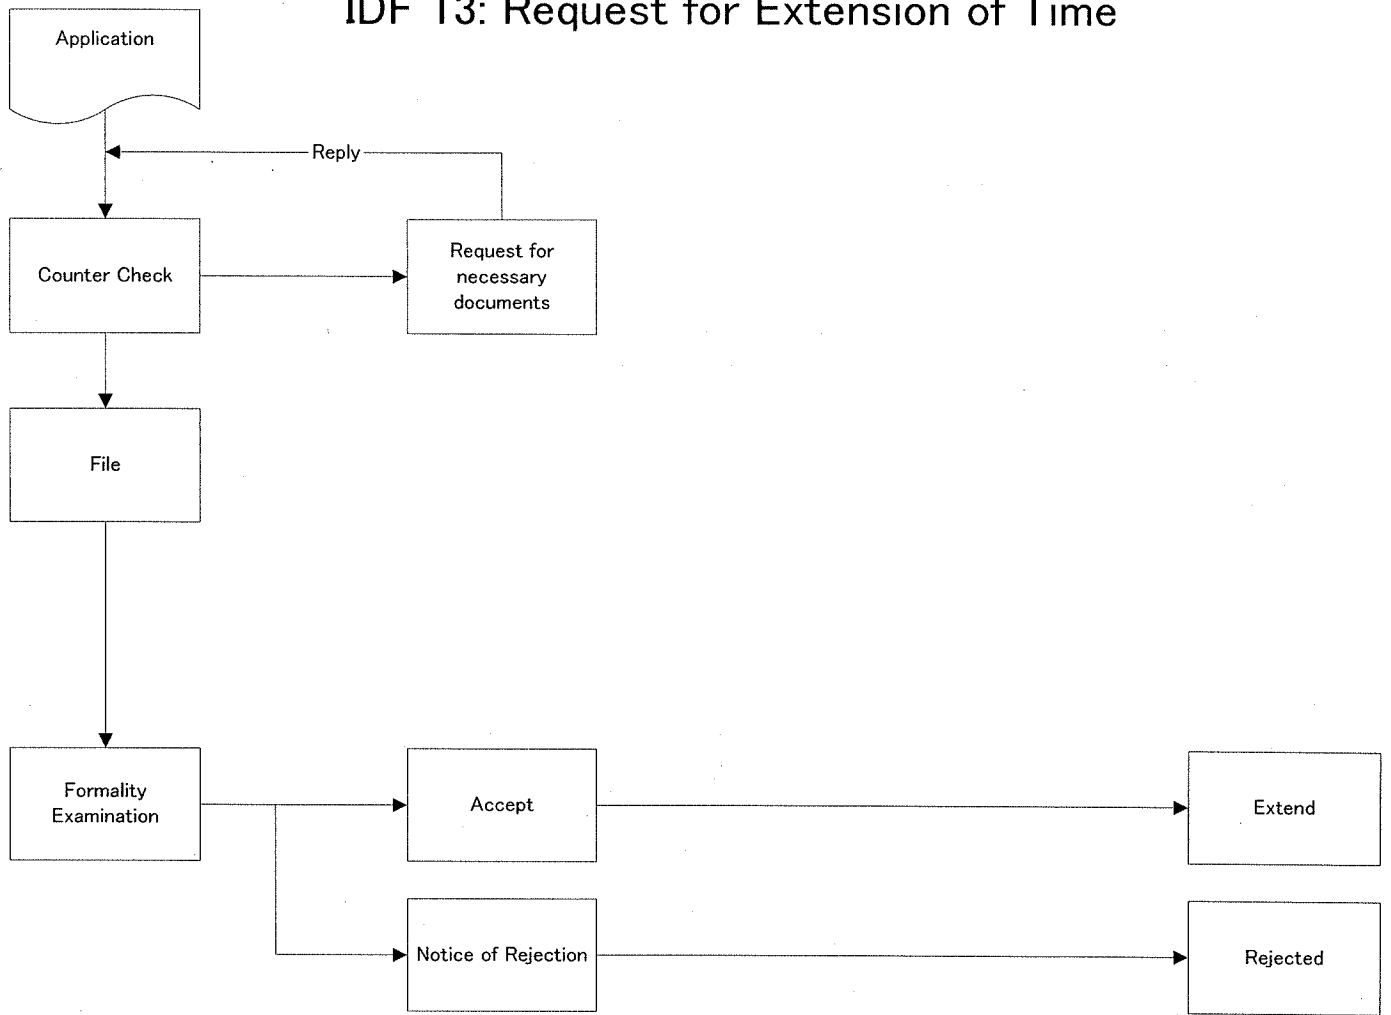 IDF 13: Request for Extension of Time
Application
Reply
Counter Check
Request for
necessary
documents
File
Formality
Examination
Accept
Extend
Notice of Rejection
Rejected